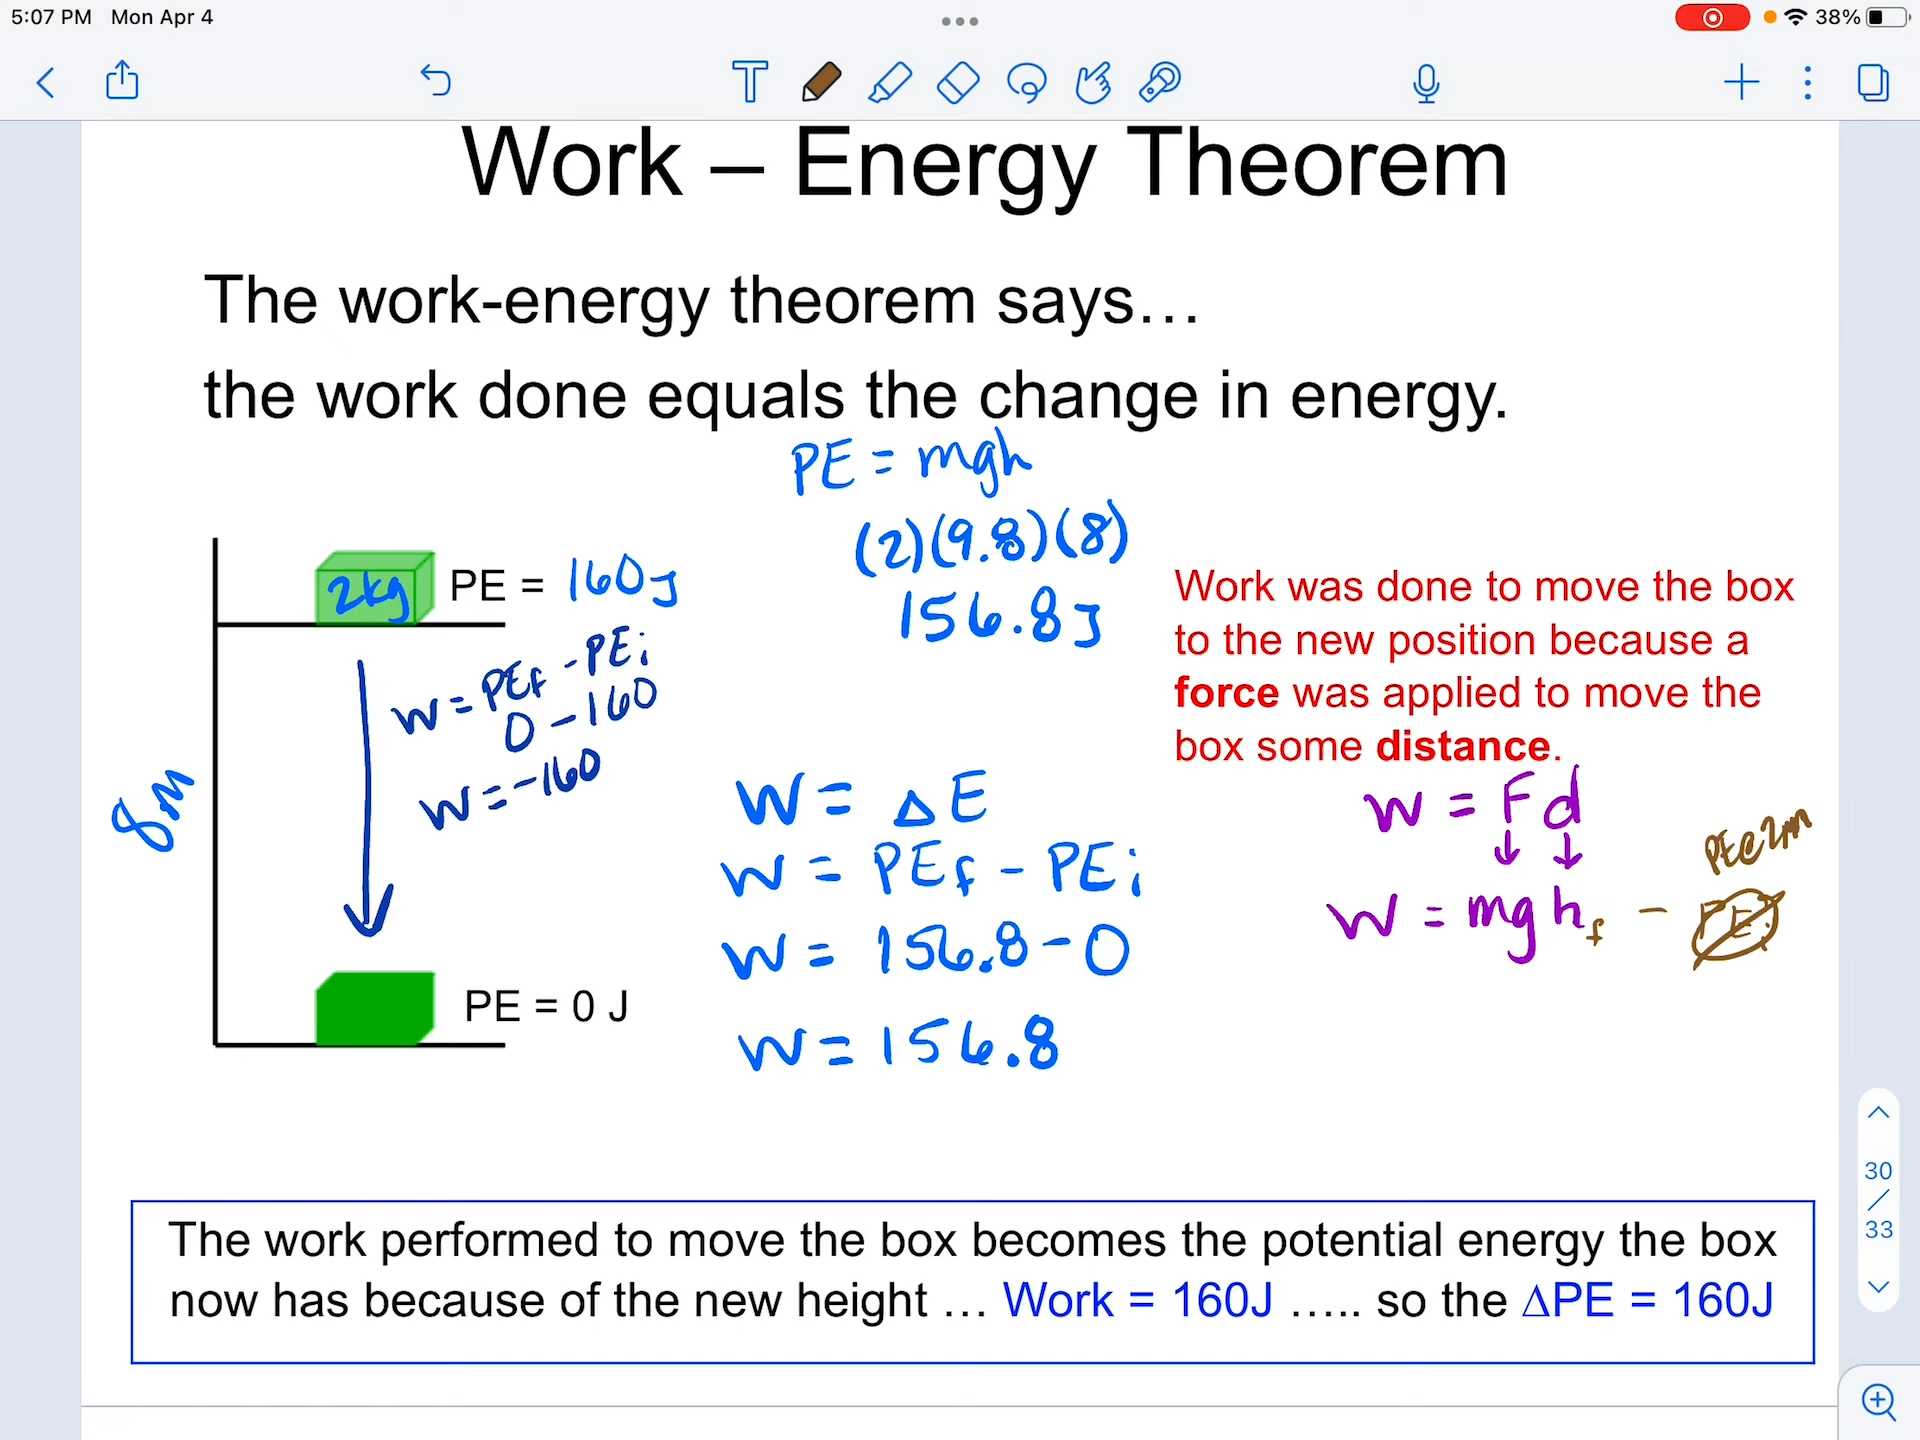 5:07 PM Mon Apr 4
38%
Work – Energy Theorem
The work-energy theorem says…
the work done equals the change in energy.
PE = mgh
(2)(9.8)(8)
156.8J
2kg PE = 160J
W = PEf - PEi
0 - 160
W = -160
8m
PE = 0 J
W = ΔE
W = PEf - PEi
W = 156.8 - 0
W = 156.8
Work was done to move the box
to the new position because a
force was applied to move the
box some distance.
W = Fd
↓ ↓
PE@2m
W = mghf - PEi
30
/
33
The work performed to move the box becomes the potential energy the box
now has because of the new height … Work = 160J ..… so the ΔPE = 160J